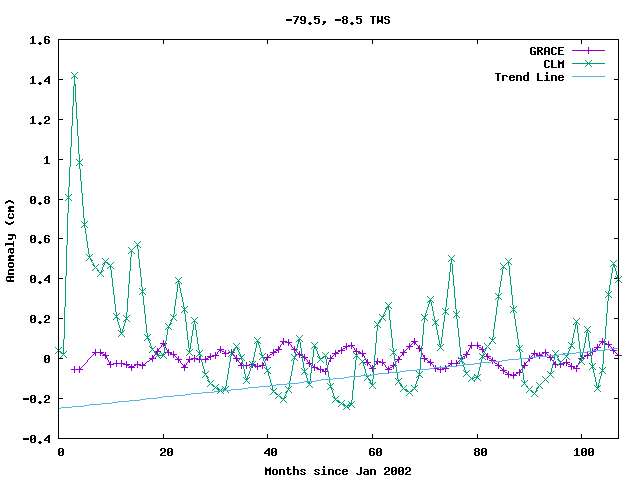 -79.5, -8.5 TWS
GRACE
CLM
Trend Line
1.6
1.4
1.2
1
0.8
0.6
0.4
0.2
0
-0.2
-0.4
Anomaly (cm)
0 20 40 60 80 100
Months since Jan 2002